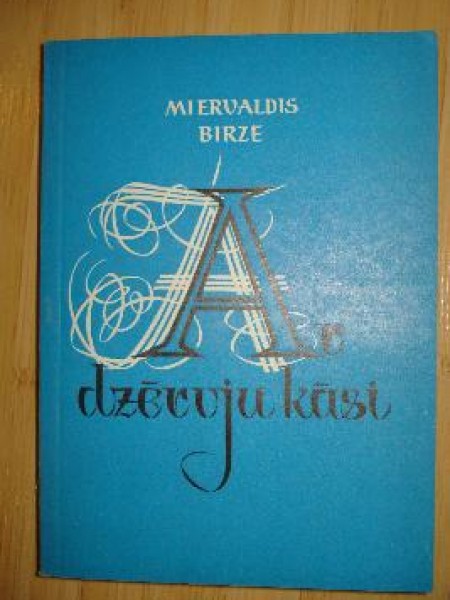 MIERVALDIS
BIRZE
Ar
dzērvju kāsi